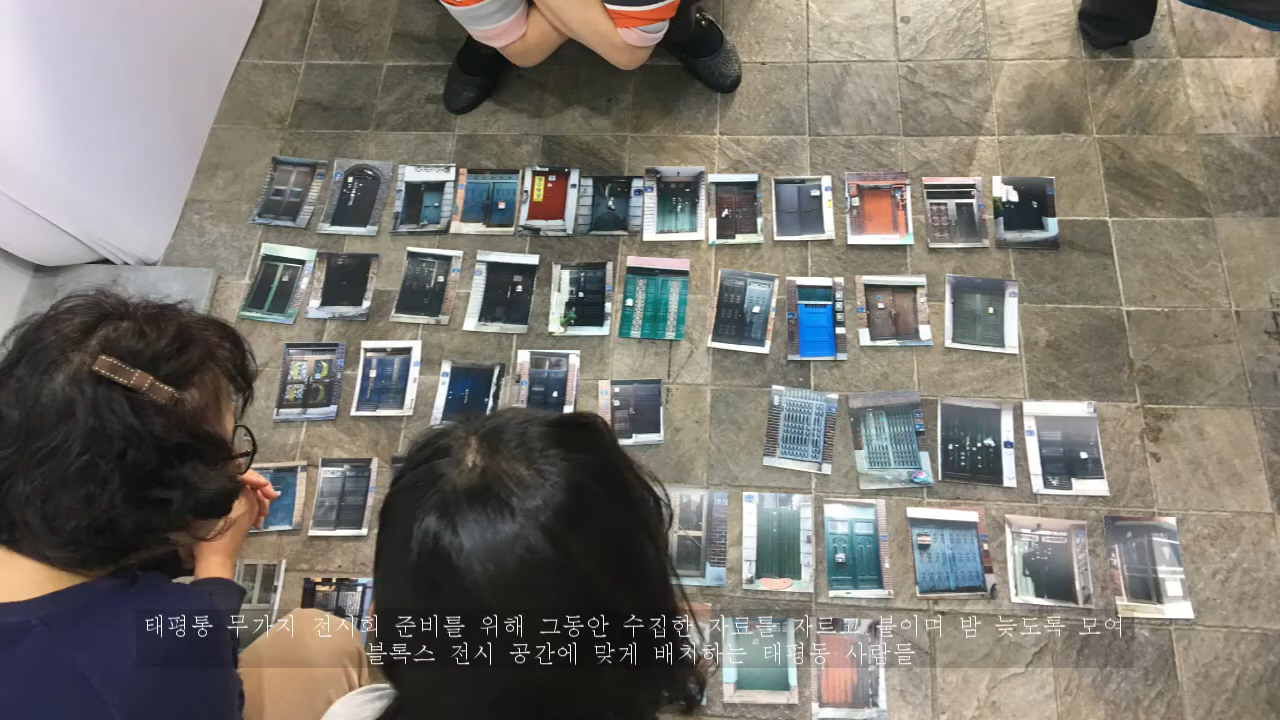 태평통 무가지 전시회 준비를 위해 그동안 수집한 자료를 자르고 붙이며 밤 늦도록 모여
블록스 전시 공간에 맞게 배치하는 태평동 사람들